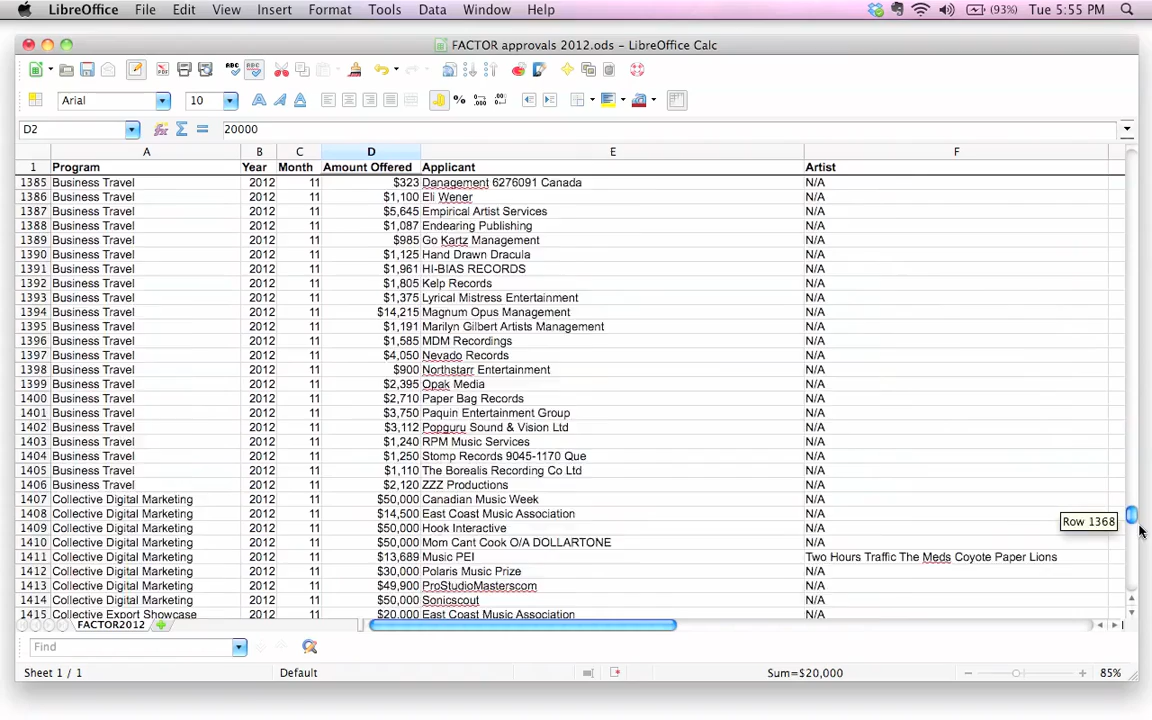 LibreOffice File Edit View Insert Format Tools Data Window Help (93%) Tue 5:55 PM
FACTOR approvals 2012.ods – LibreOffice Calc
Arial 10
D2 20000
A B C D E F
1 Program Year Month Amount Offered Applicant Artist
1385 Business Travel 2012 11 $323 Danagement 6276091 Canada N/A
1386 Business Travel 2012 11 $1,100 Eli Wener N/A
1387 Business Travel 2012 11 $5,645 Empirical Artist Services N/A
1388 Business Travel 2012 11 $1,087 Endearing Publishing N/A
1389 Business Travel 2012 11 $985 Go Kartz Management N/A
1390 Business Travel 2012 11 $1,125 Hand Drawn Dracula N/A
1391 Business Travel 2012 11 $1,961 HI-BIAS RECORDS N/A
1392 Business Travel 2012 11 $1,805 Kelp Records N/A
1393 Business Travel 2012 11 $1,375 Lyrical Mistress Entertainment N/A
1394 Business Travel 2012 11 $14,215 Magnum Opus Management N/A
1395 Business Travel 2012 11 $1,191 Marilyn Gilbert Artists Management N/A
1396 Business Travel 2012 11 $1,585 MDM Recordings N/A
1397 Business Travel 2012 11 $4,050 Nevado Records N/A
1398 Business Travel 2012 11 $900 Northstarr Entertainment N/A
1399 Business Travel 2012 11 $2,395 Opak Media N/A
1400 Business Travel 2012 11 $2,710 Paper Bag Records N/A
1401 Business Travel 2012 11 $3,750 Paquin Entertainment Group N/A
1402 Business Travel 2012 11 $3,112 Popguru Sound & Vision Ltd N/A
1403 Business Travel 2012 11 $1,240 RPM Music Services N/A
1404 Business Travel 2012 11 $1,250 Stomp Records 9045-1170 Que N/A
1405 Business Travel 2012 11 $1,110 The Borealis Recording Co Ltd N/A
1406 Business Travel 2012 11 $2,120 ZZZ Productions N/A
1407 Collective Digital Marketing 2012 11 $50,000 Canadian Music Week N/A
1408 Collective Digital Marketing 2012 11 $14,500 East Coast Music Association N/A
1409 Collective Digital Marketing 2012 11 $50,000 Hook Interactive N/A
Row 1368
1410 Collective Digital Marketing 2012 11 $50,000 Mom Cant Cook O/A DOLLARTONE N/A
1411 Collective Digital Marketing 2012 11 $13,689 Music PEI Two Hours Traffic The Meds Coyote Paper Lions
1412 Collective Digital Marketing 2012 11 $30,000 Polaris Music Prize N/A
1413 Collective Digital Marketing 2012 11 $49,900 ProStudioMasterscom N/A
1414 Collective Digital Marketing 2012 11 $50,000 Sonicscout N/A
1415 Collective Export Showcase 2012 11 $20,000 East Coast Music Association N/A
FACTOR2012
Find
Sheet 1 / 1 Default Sum=$20,000 85%